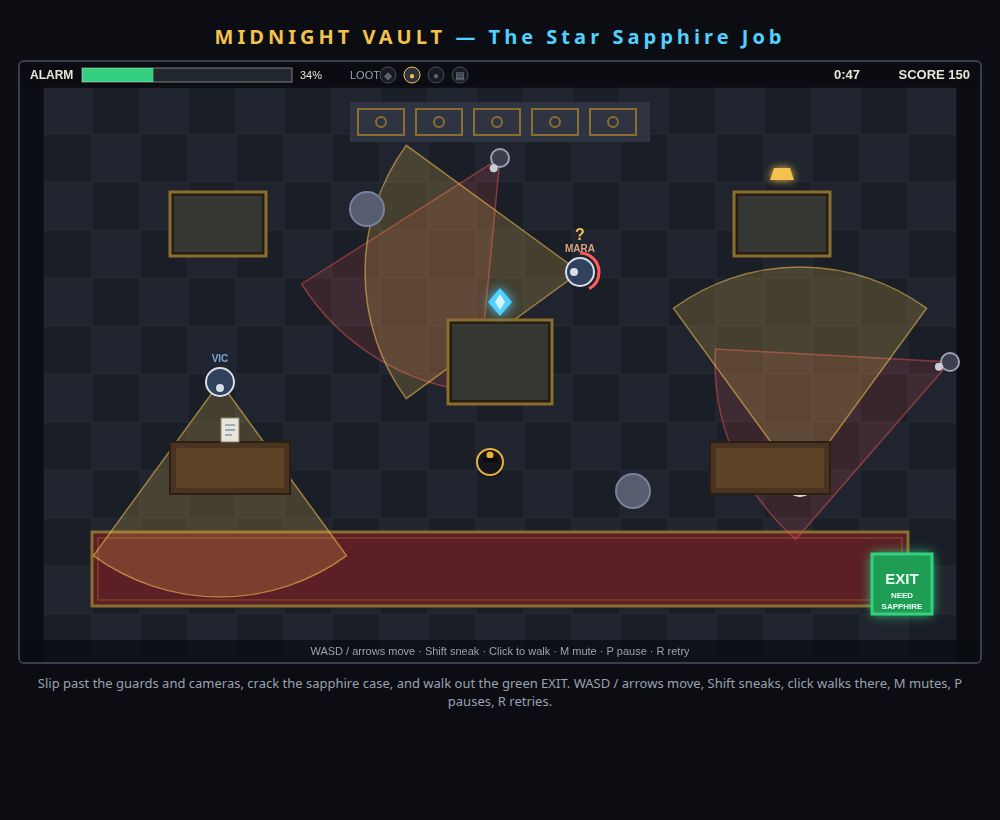 MIDNIGHT VAULT — The Star Sapphire Job
ALARM 34% LOOT 0:47 SCORE 150
?
MARA
VIC
EXIT
NEED
SAPPHIRE
WASD / arrows move · Shift sneak · Click to walk · M mute · P pause · R retry
Slip past the guards and cameras, crack the sapphire case, and walk out the green EXIT. WASD / arrows move, Shift sneaks, click walks there, M mutes, P
pauses, R retries.